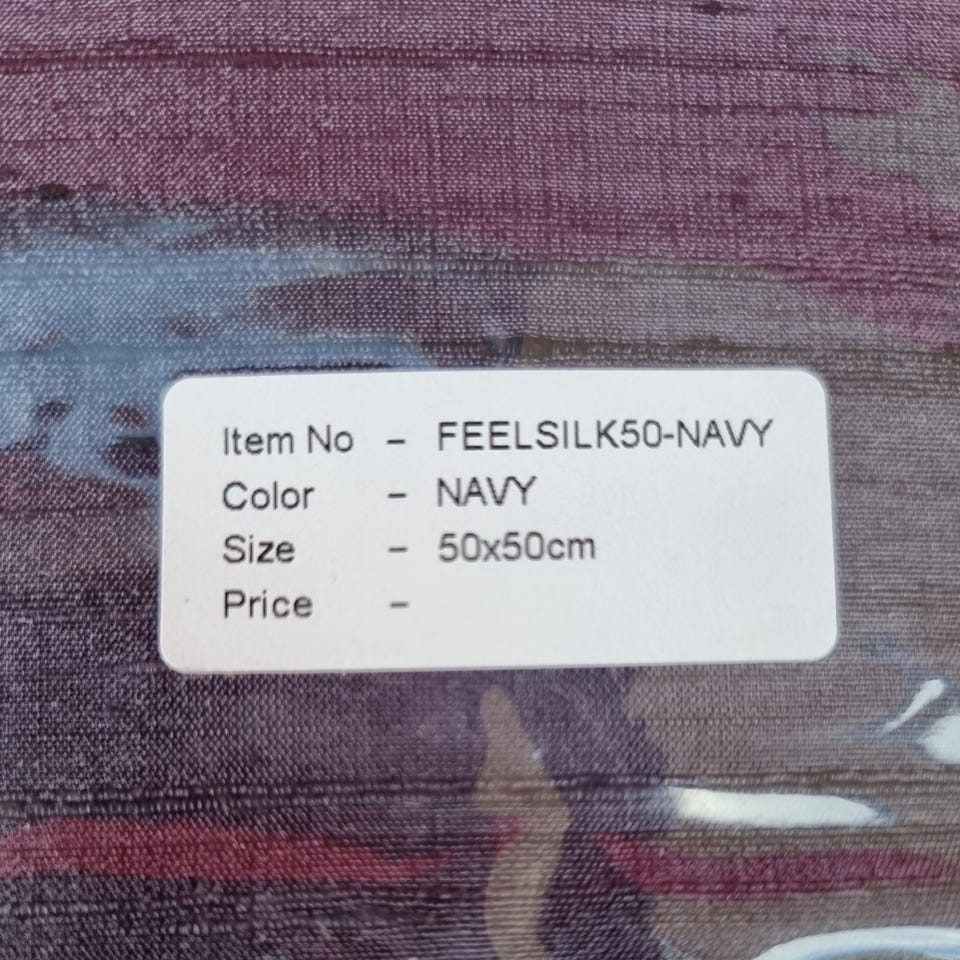 Item No - FEELSILK50-NAVY
Color - NAVY
Size - 50x50cm
Price -